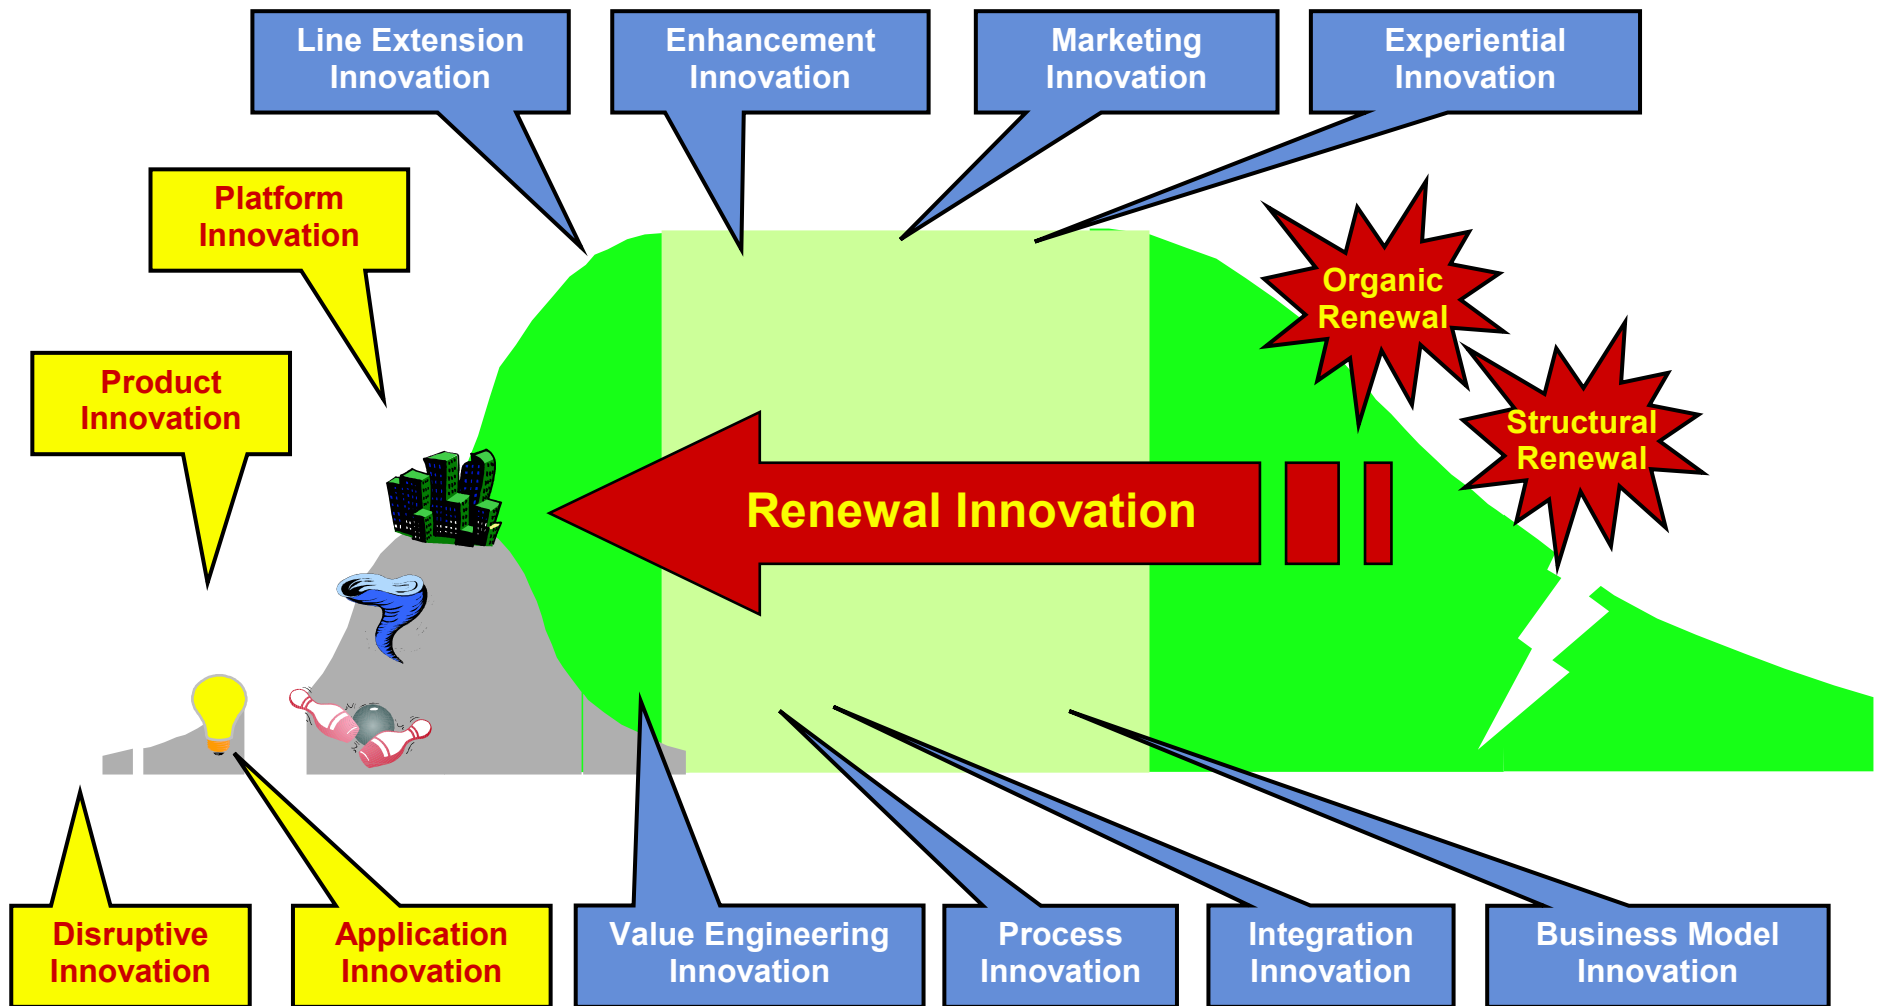 Line Extension
Innovation
Enhancement
Innovation
Marketing
Innovation
Experiential
Innovation
Platform
Innovation
Product
Innovation
Organic
Renewal
Structural
Renewal
Renewal Innovation
Disruptive
Innovation
Application
Innovation
Value Engineering
Innovation
Process
Innovation
Integration
Innovation
Business Model
Innovation